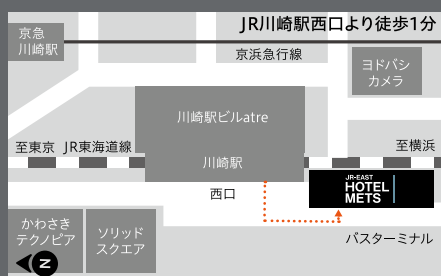 JR川崎駅西口より徒歩1分
京急
川崎駅
京浜急行線
ヨドバシ
カメラ
川崎駅ビルatre
至東京 JR東海道線
川崎駅
至横浜
JR-EAST
HOTEL
METS
西口
かわさき
テクノピア
ソリッド
スクエア
バスターミナル
N